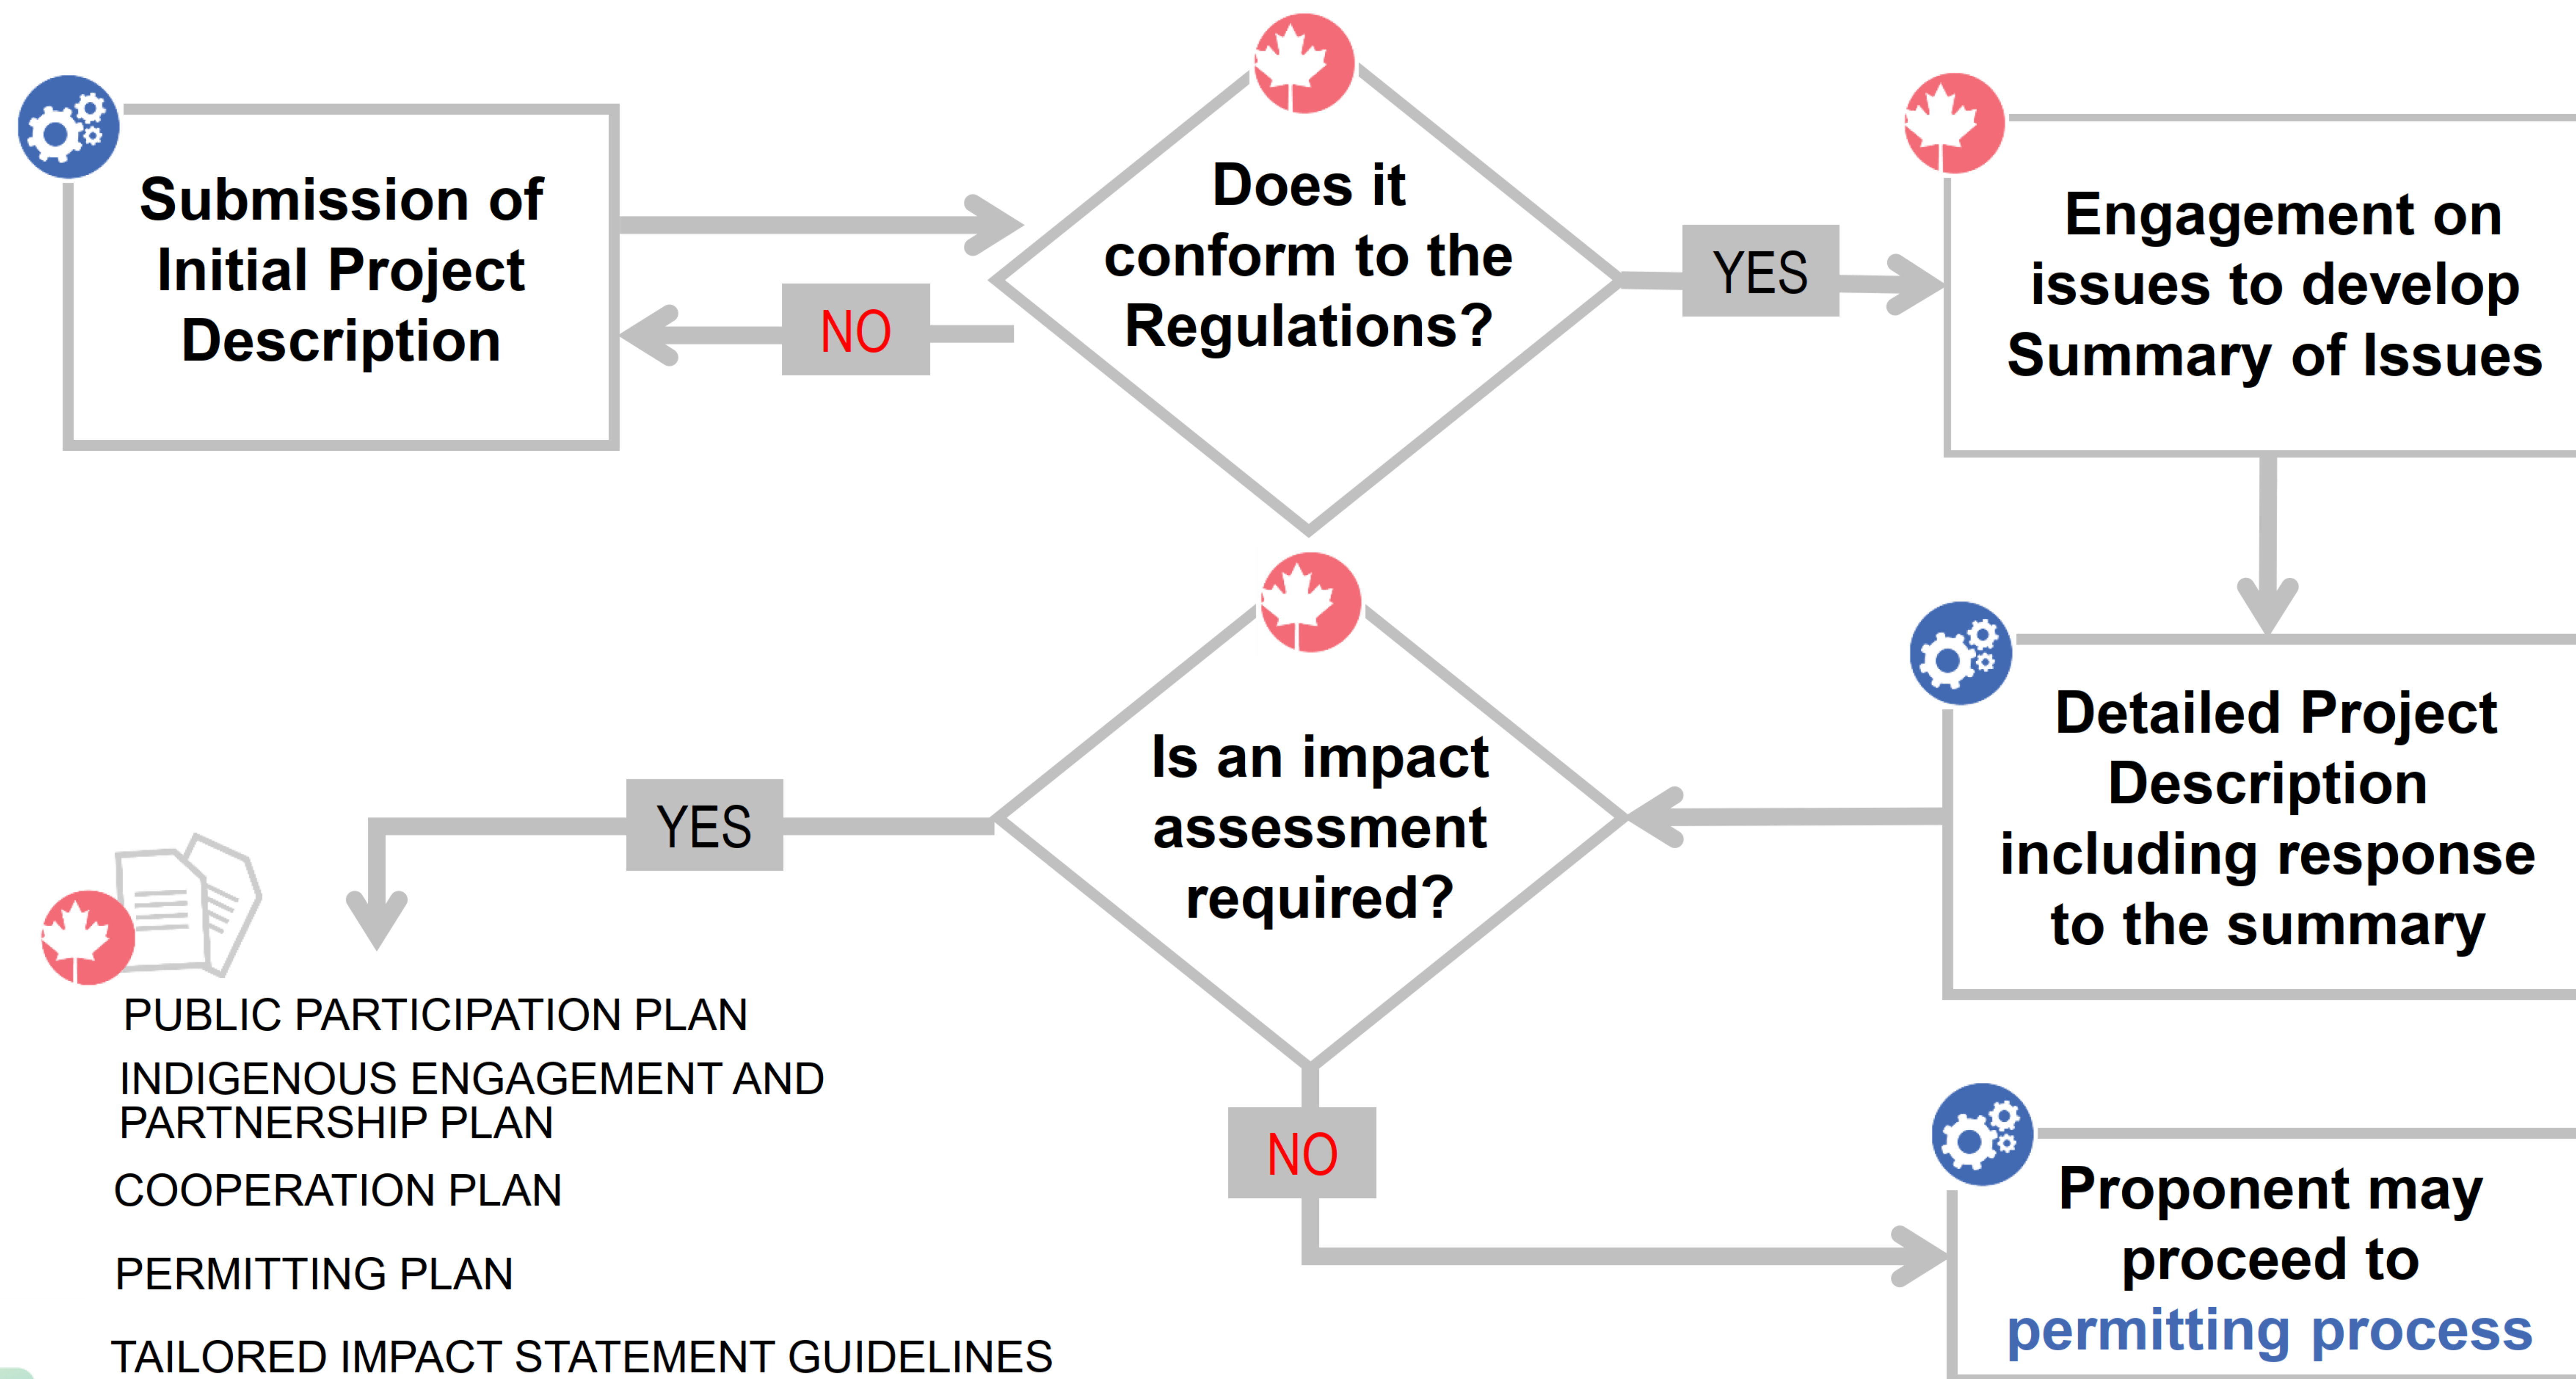 Submission of
Initial Project
Description
Does it
conform to the
Regulations?
NO
YES
Engagement on
issues to develop
Summary of Issues
Detailed Project
Description
including response
to the summary
Is an impact
assessment
required?
YES
NO
PUBLIC PARTICIPATION PLAN
INDIGENOUS ENGAGEMENT AND
PARTNERSHIP PLAN
COOPERATION PLAN
PERMITTING PLAN
TAILORED IMPACT STATEMENT GUIDELINES
Proponent may
proceed to
permitting process